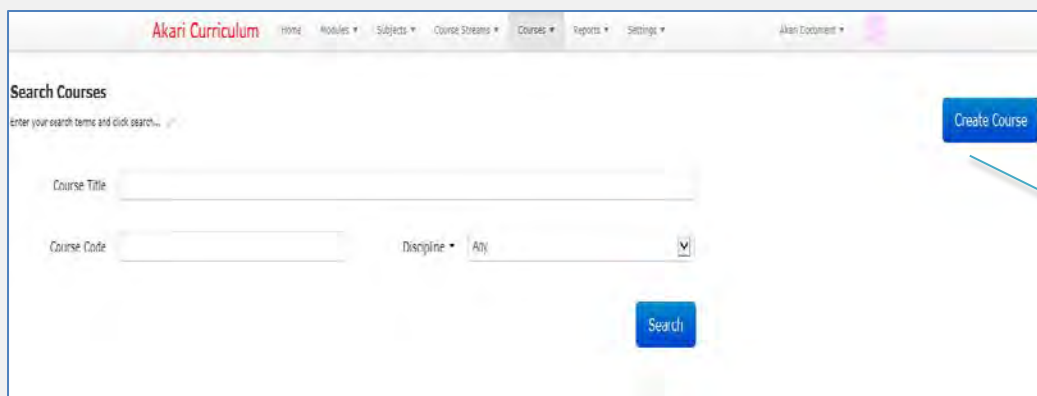 Akari Curriculum Home Modules Subjects Course Streams Courses Reports Settings Akari Document
Search Courses
Enter your search terms and click search...
Create Course
Course Title
Course Code Discipline Any
Search